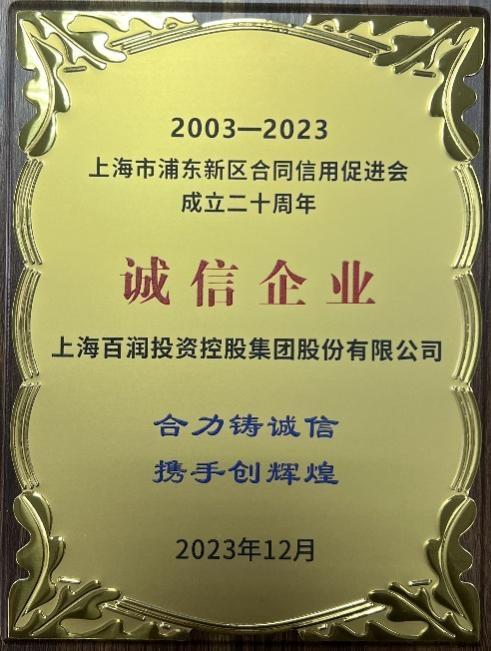 2003—2023
上海市浦东新区合同信用促进会
成立二十周年
诚信企业
上海百润投资控股集团股份有限公司
合力铸诚信
携手创辉煌
2023年12月